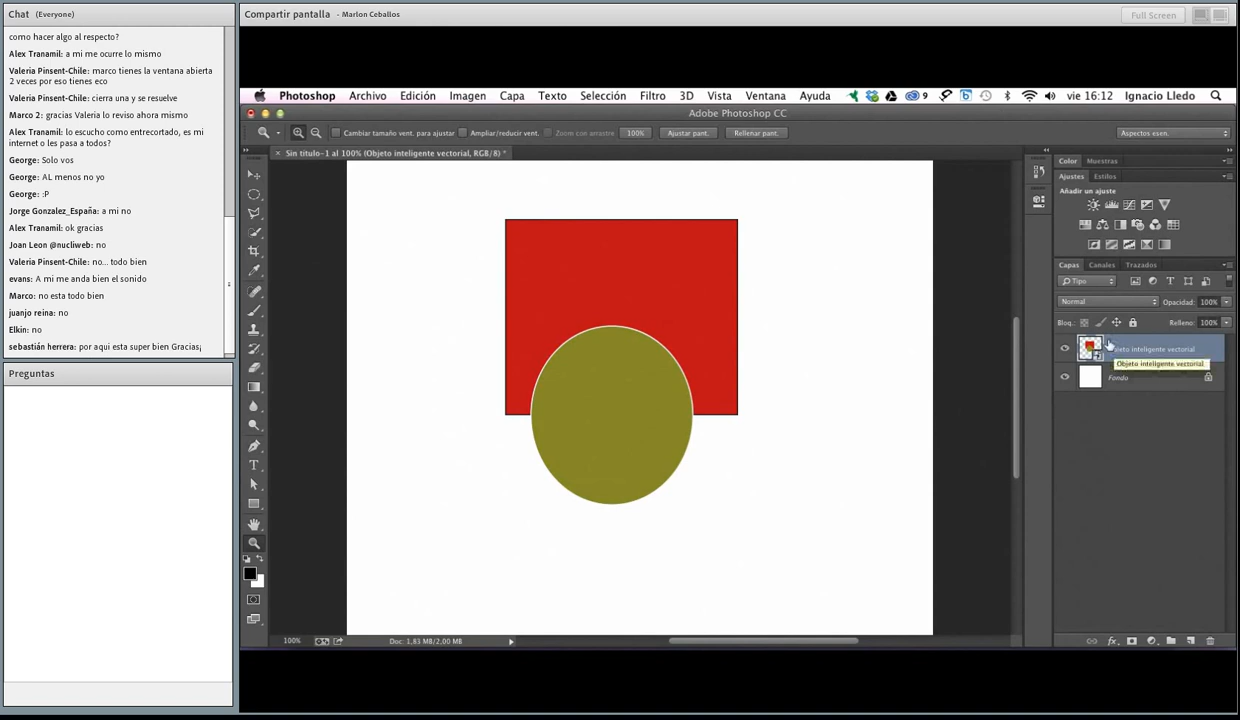 Chat (Everyone)
como hacer algo al respecto?
Alex Tranamil: a mi me ocurre lo mismo
Valeria Pinsent-Chile: marco tienes la ventana abierta
2 veces por eso tienes eco
Valeria Pinsent-Chile: cierra una y se resuelve
Marco 2: gracias Valeria lo reviso ahora mismo
Alex Tranamil: lo escucho como entrecortado, es mi
internet o les pasa a todos?
George: Solo vos
George: AL menos no yo
George: :P
Jorge Gonzalez_España: a mi no
Alex Tranamil: ok gracias
Joan Leon @nucliweb: no
Valeria Pinsent-Chile: no... todo bien
evans: A mi me anda bien el sonido
Marco: no esta todo bien
juanjo reina: no
Elkin: no
sebastián herrera: por aqui esta super bien Gracias¡
Preguntas
Compartir pantalla - Marlon Ceballos
Full Screen
Photoshop Archivo Edición Imagen Capa Texto Selección Filtro 3D Vista Ventana Ayuda 9 vie 16:12 Ignacio Lledo
Adobe Photoshop CC
Cambiar tamaño vent. para ajustar Ampliar/reducir vent. Zoom con arrastre 100% Ajustar pant. Rellenar pant. Aspectos esen.
Sin título-1 al 100% (Objeto inteligente vectorial, RGB/8) *
Color Muestras
Ajustes Estilos
Añadir un ajuste
Capas Canales Trazados
Tipo
Normal Opacidad: 100%
Bloq.: Relleno: 100%
inteligente vectorial
Objeto inteligente vectorial
Fondo
100% Doc: 1,83 MB/2,00 MB